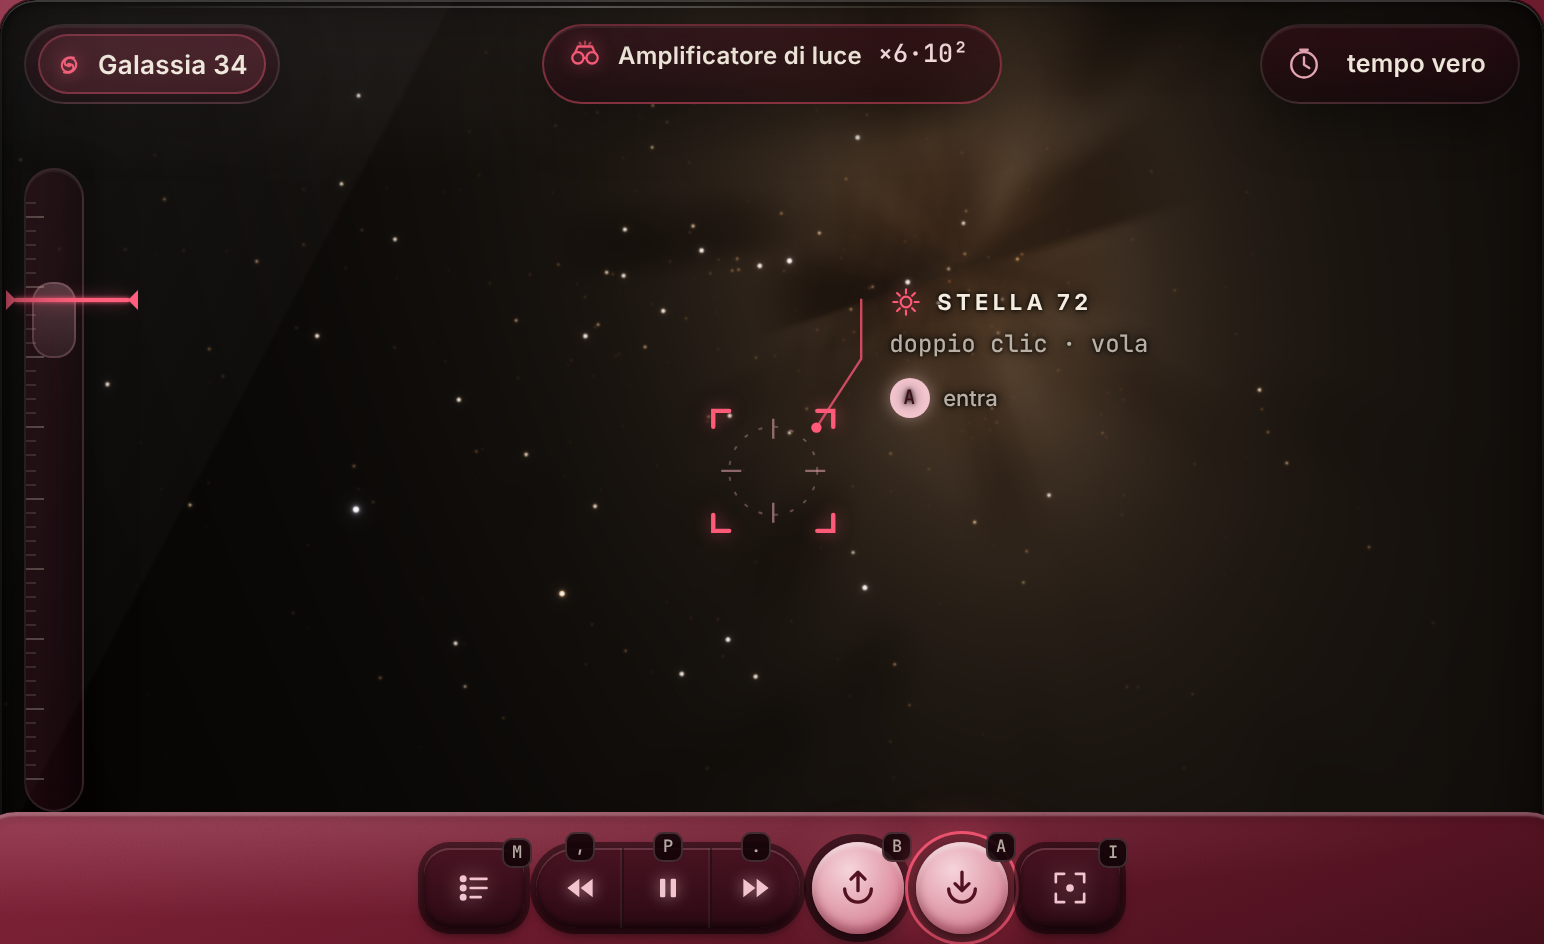 Galassia 34
Amplificatore di luce ×6·10²
tempo vero
STELLA 72
doppio clic · vola
A entra
M , P . B A I